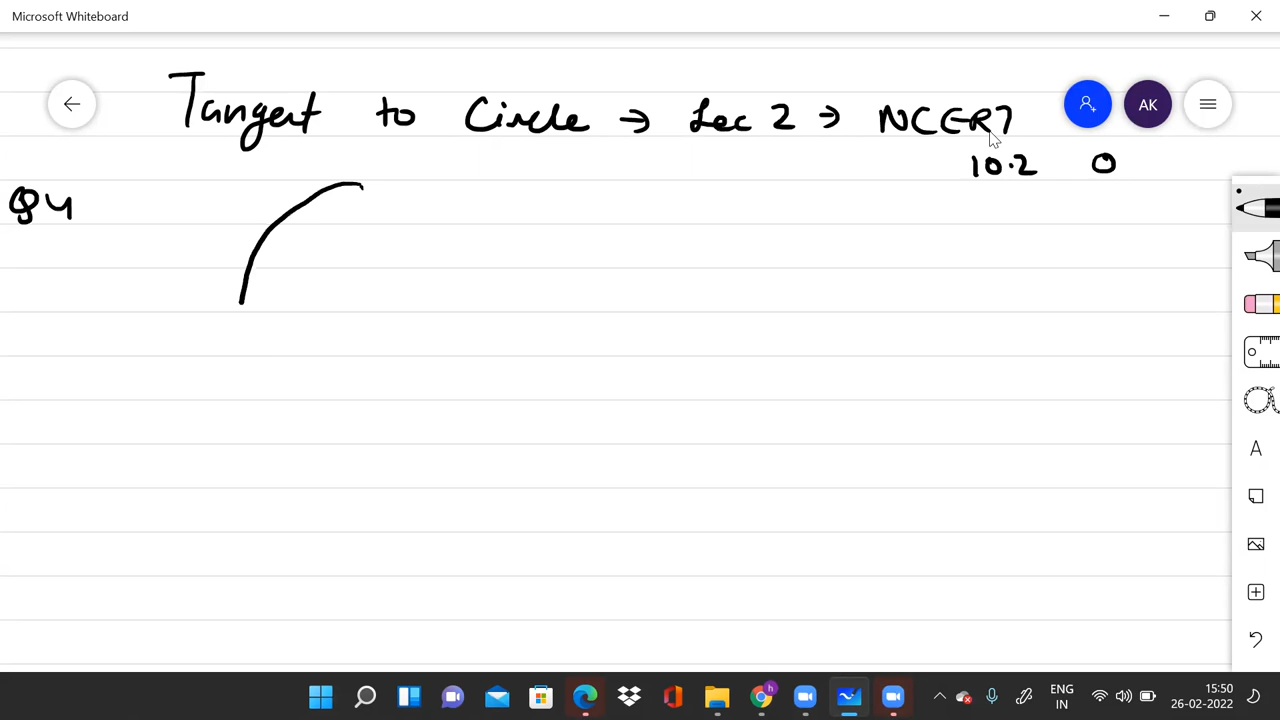 Microsoft Whiteboard
Tangent to Circle → Lec 2 → NCERT
AK
10.2 O
Q4
A
h
ENG
IN
15:50
26-02-2022